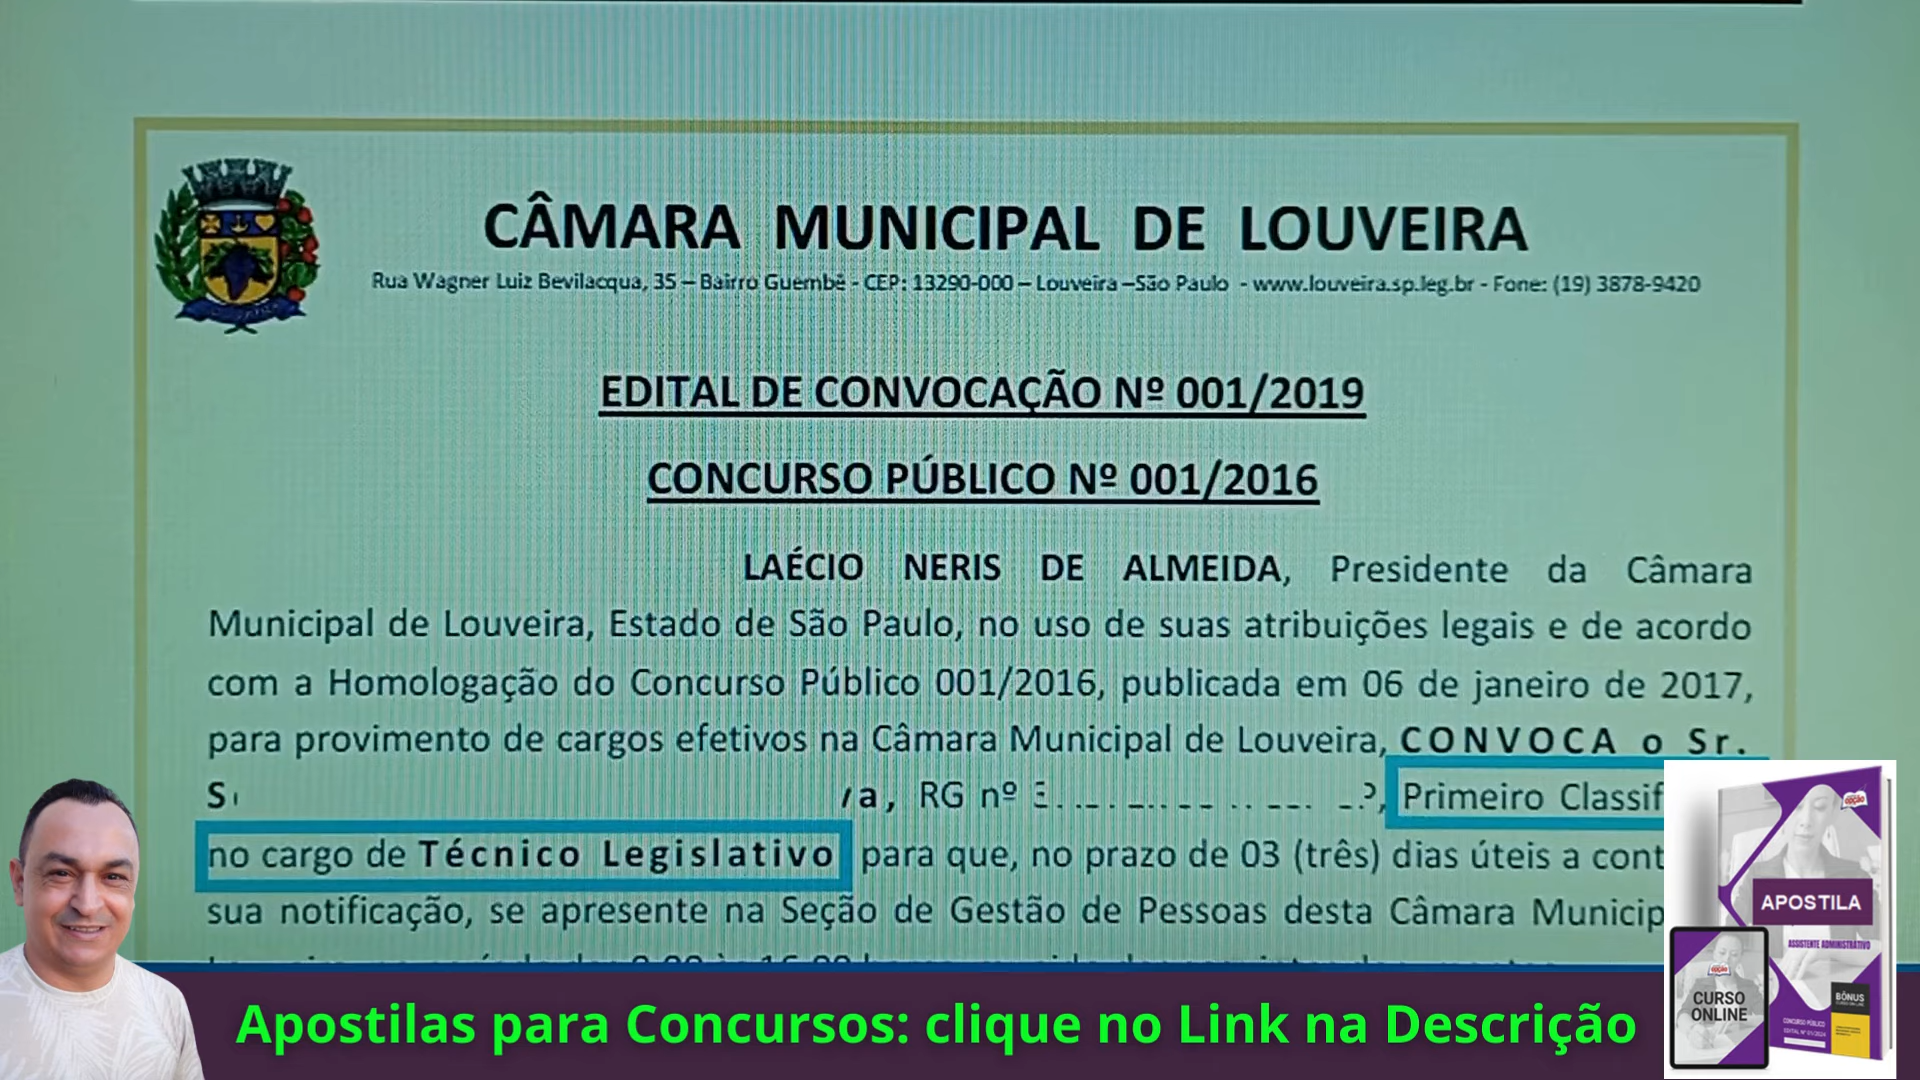 CÂMARA MUNICIPAL DE LOUVEIRA
Rua Wagner Luiz Bevilacqua, 35 – Bairro Guembê - CEP: 13290-000 – Louveira –São Paulo - www.louveira.sp.leg.br - Fone: (19) 3878-9420
EDITAL DE CONVOCAÇÃO Nº 001/2019
CONCURSO PÚBLICO Nº 001/2016
LAÉCIO NERIS DE ALMEIDA, Presidente da Câmara
Municipal de Louveira, Estado de São Paulo, no uso de suas atribuições legais e de acordo
com a Homologação do Concurso Público 001/2016, publicada em 06 de janeiro de 2017,
para provimento de cargos efetivos na Câmara Municipal de Louveira, CONVOCA o Sr.
RG nº Primeiro Classif
no cargo de Técnico Legislativo para que, no prazo de 03 (três) dias úteis a cont
sua notificação, se apresente na Seção de Gestão de Pessoas desta Câmara Municip
APOSTILA
ASSISTENTE ADMINISTRATIVO
CURSO
ONLINE
BÔNUS
CONCURSO PÚBLICO
Apostilas para Concursos: clique no Link na Descrição